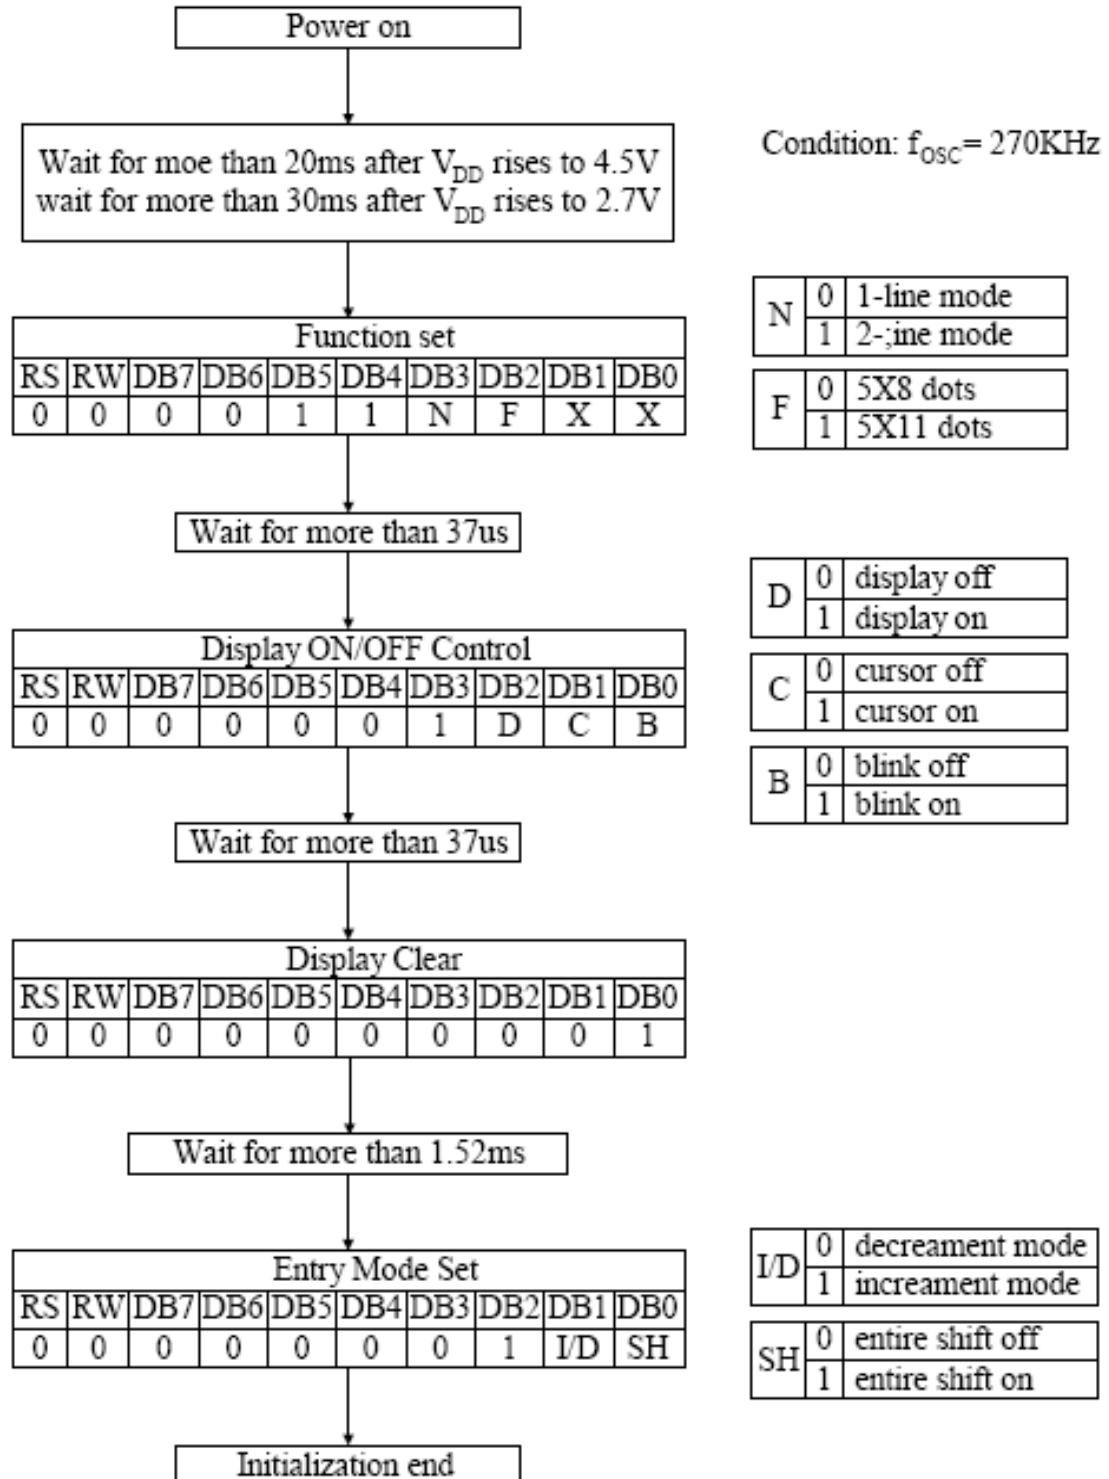 Power on
Wait for moe than 20ms after VDD rises to 4.5V
wait for more than 30ms after VDD rises to 2.7V
Condition: fOSC= 270KHz
Function set
RS RW DB7 DB6 DB5 DB4 DB3 DB2 DB1 DB0
0 0 0 0 1 1 N F X X
N 0 1-line mode
1 2-;ine mode
F 0 5X8 dots
1 5X11 dots
Wait for more than 37us
Display ON/OFF Control
RS RW DB7 DB6 DB5 DB4 DB3 DB2 DB1 DB0
0 0 0 0 0 0 1 D C B
D 0 display off
1 display on
C 0 cursor off
1 cursor on
B 0 blink off
1 blink on
Wait for more than 37us
Display Clear
RS RW DB7 DB6 DB5 DB4 DB3 DB2 DB1 DB0
0 0 0 0 0 0 0 0 0 1
Wait for more than 1.52ms
Entry Mode Set
RS RW DB7 DB6 DB5 DB4 DB3 DB2 DB1 DB0
0 0 0 0 0 0 0 1 I/D SH
I/D 0 decreament mode
1 increament mode
SH 0 entire shift off
1 entire shift on
Initialization end